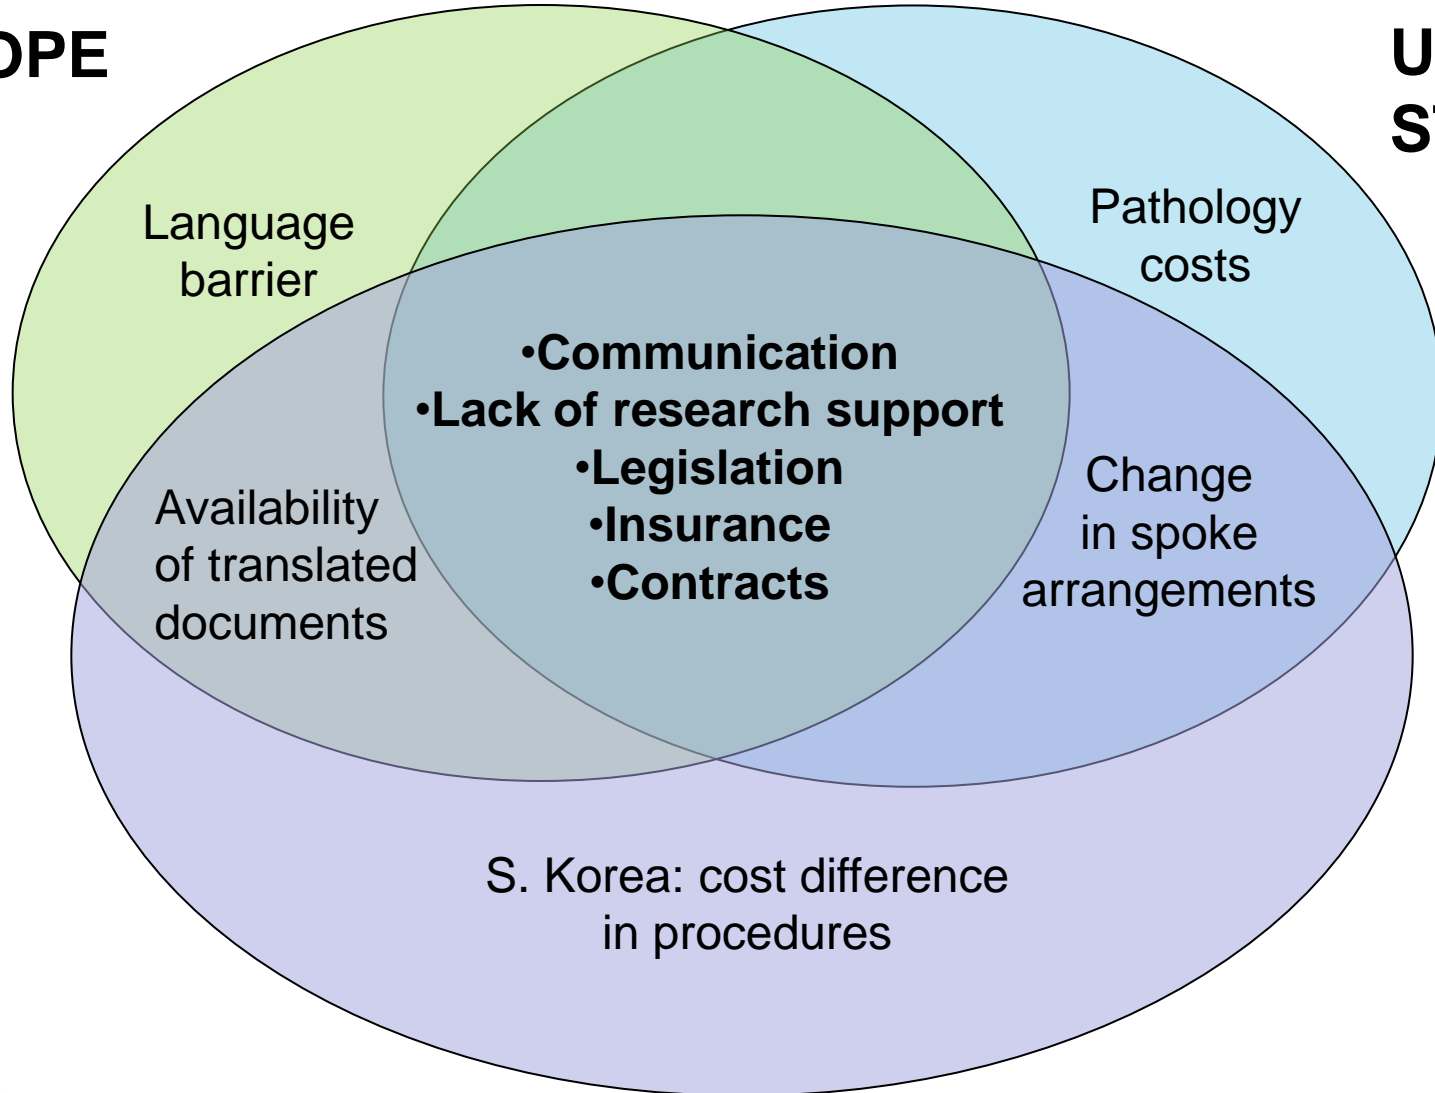 OPE
U
ST
Language
barrier
Pathology
costs
•Communication
•Lack of research support
•Legislation
•Insurance
•Contracts
Availability
of translated
documents
Change
in spoke
arrangements
S. Korea: cost difference
in procedures